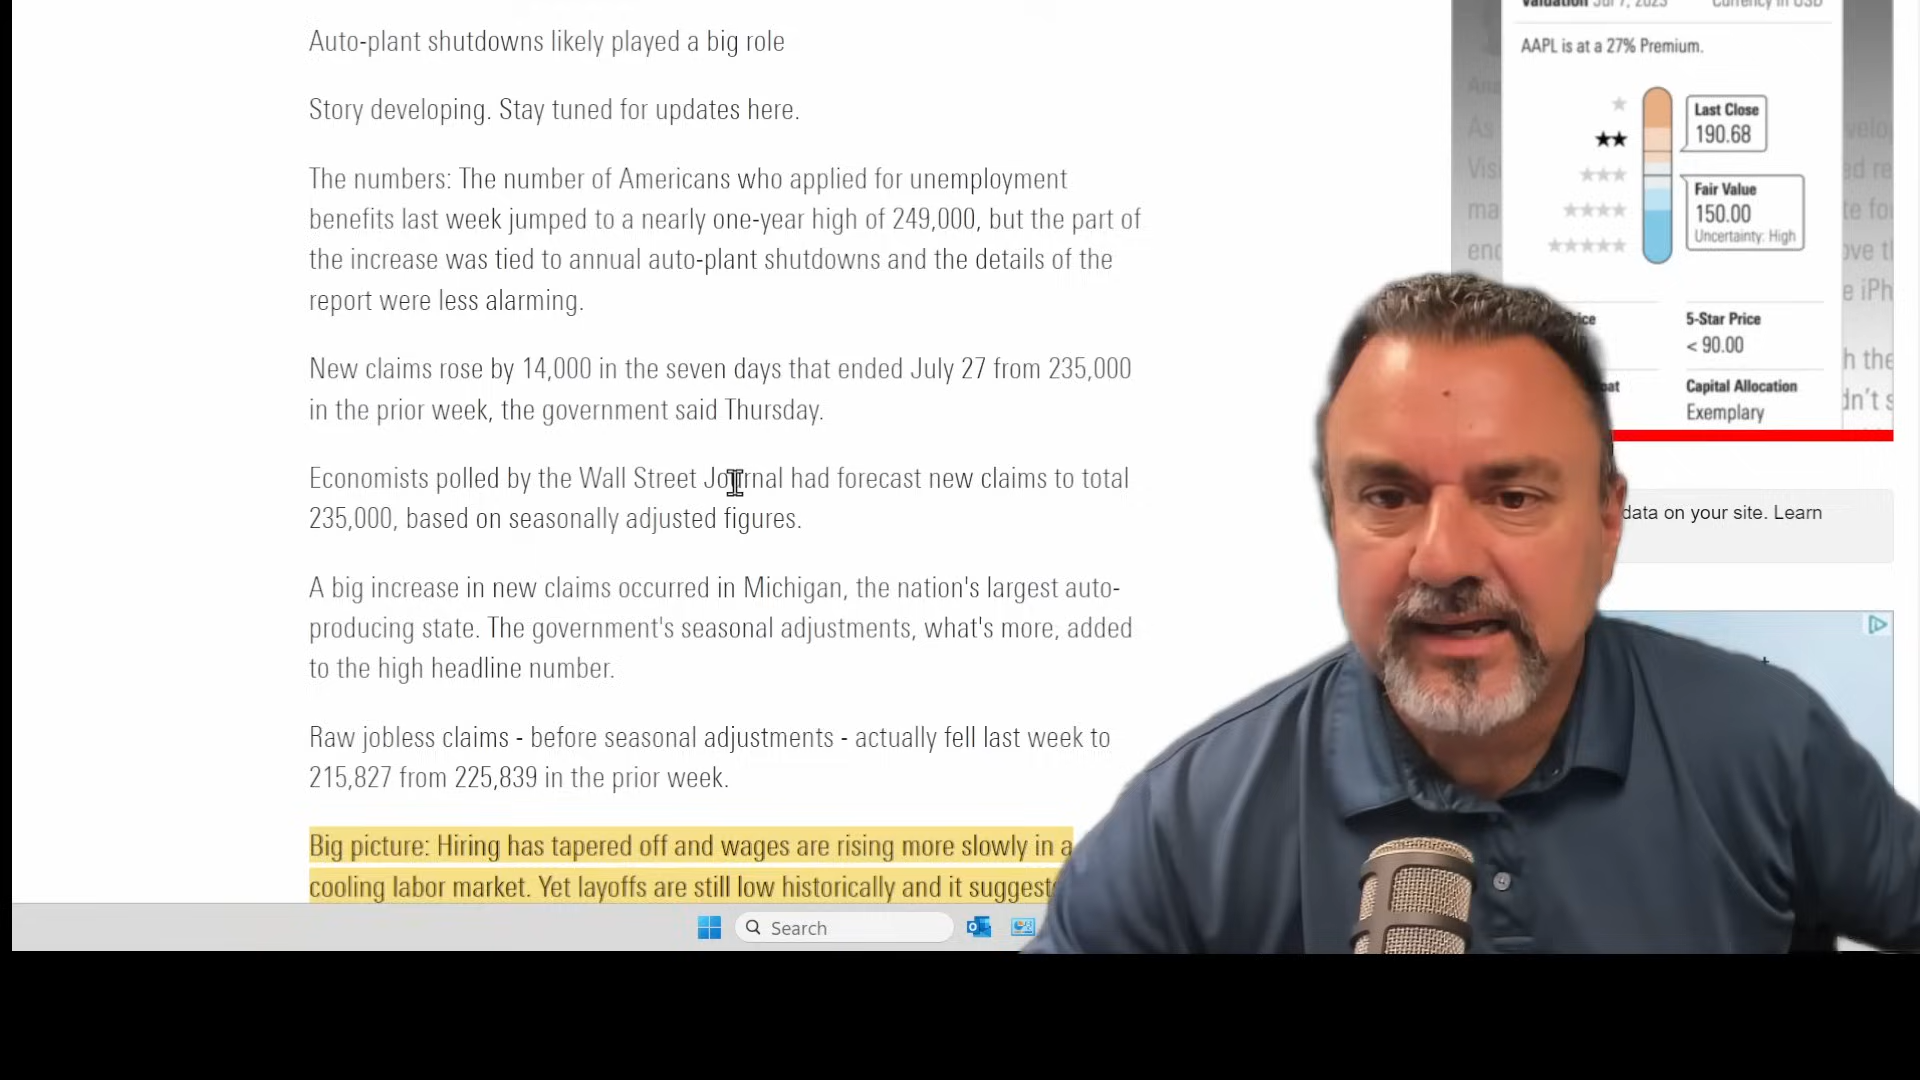 Auto-plant shutdowns likely played a big role
Story developing. Stay tuned for updates here.
The numbers: The number of Americans who applied for unemployment
benefits last week jumped to a nearly one-year high of 249,000, but the part of
the increase was tied to annual auto-plant shutdowns and the details of the
report were less alarming.
New claims rose by 14,000 in the seven days that ended July 27 from 235,000
in the prior week, the government said Thursday.
Economists polled by the Wall Street Journal had forecast new claims to total
235,000, based on seasonally adjusted figures.
A big increase in new claims occurred in Michigan, the nation's largest auto-
producing state. The government's seasonal adjustments, what's more, added
to the high headline number.
Raw jobless claims - before seasonal adjustments - actually fell last week to
215,827 from 225,839 in the prior week.
Big picture: Hiring has tapered off and wages are rising more slowly in a
cooling labor market. Yet layoffs are still low historically and it suggest
Search
Valuation Jul 7, 2023 Currency in USD
AAPL is at a 27% Premium.
Last Close
190.68
Fair Value
150.00
Uncertainty: High
5-Star Price
< 90.00
Capital Allocation
Exemplary
data on your site. Learn